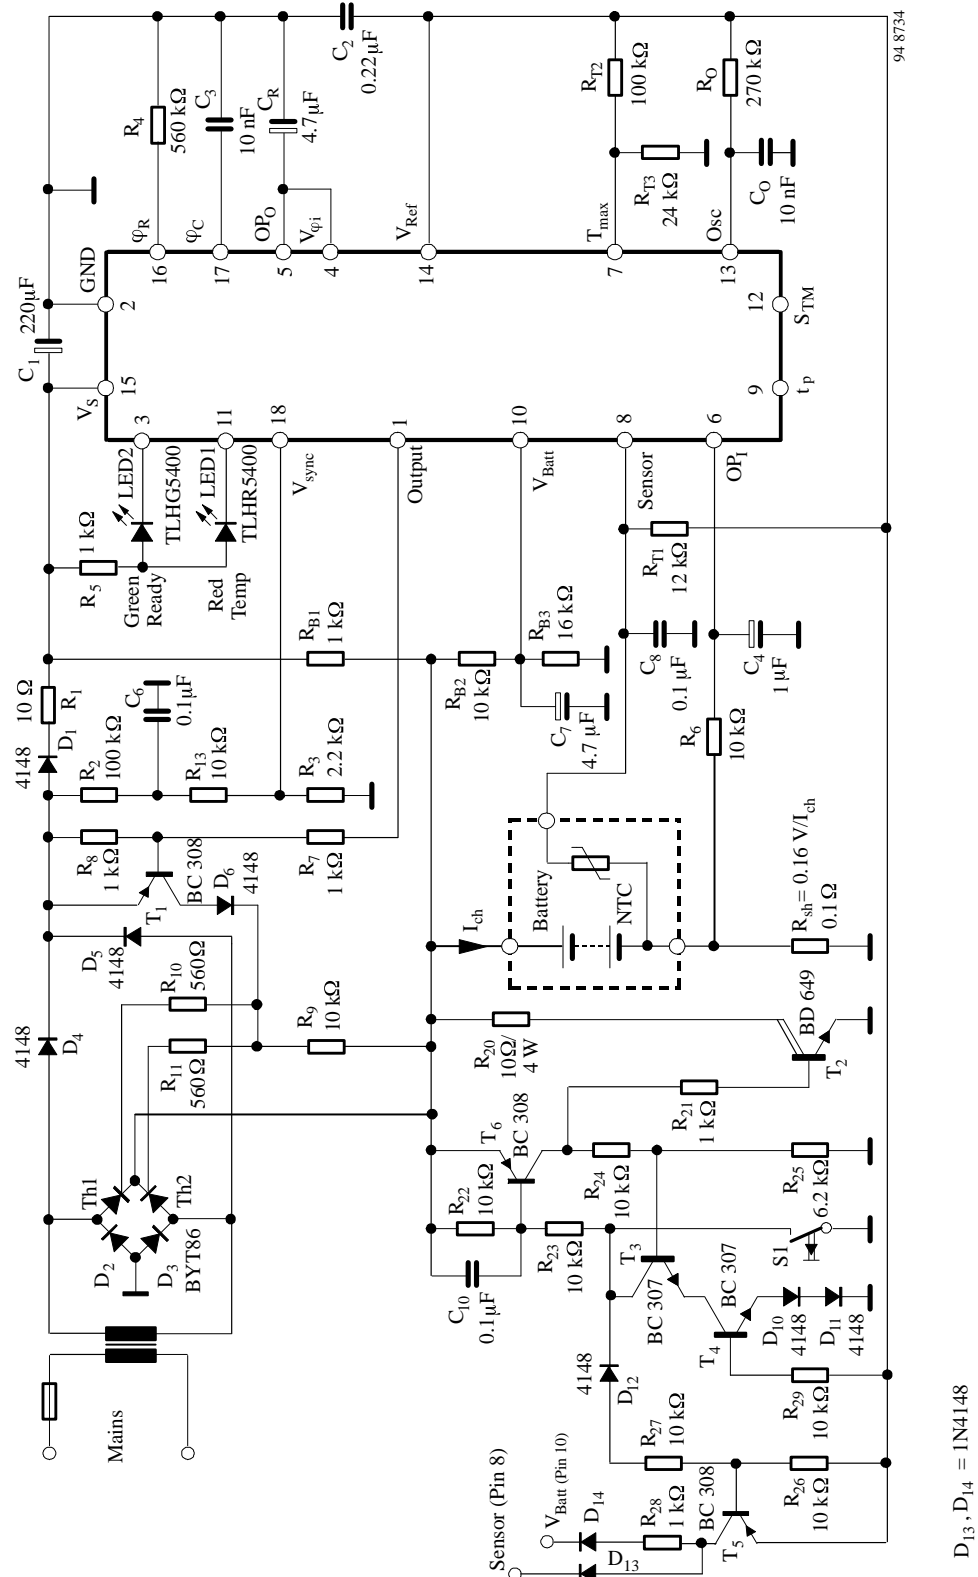 94 8734
C2
0.22µF
R4
560 kΩ
C3
10 nF
CR
4.7µF
RT2
100 kΩ
RO
270 kΩ
RT3
24 kΩ
CO
10 nF
220µF
C1
GND
φR
φC
OPO
Vφi
VRef
Tmax
Osc
2
16
17
5
4
14
7
13
12
STM
VS
15
3
11
18
1
10
8
6
9
tp
LED2
TLHG5400
LED1
TLHR5400
Vsync
Output
VBatt
Sensor
OPI
R5
1 kΩ
Green
Ready
Red
Temp
10 Ω
R1
D1
4148
C6
0.1µF
RB1
1 kΩ
RB2
10 kΩ
RB3
16 kΩ
C7
4.7 µF
RT1
12 kΩ
C8
0.1 µF
C4
1 µF
R6
10 kΩ
R2
100 kΩ
R13
10 kΩ
R3
2.2 kΩ
R8
1 kΩ
R7
1 kΩ
T1
BC 308
D6
4148
D5
4148
R10
560Ω
R11
560Ω
R9
10 kΩ
4148
D4
Ich
Battery
NTC
Rsh= 0.16 V/Ich
0.1 Ω
R20
10Ω/
4 W
BD 649
T2
R21
1 kΩ
Th1
Th2
D2
D3
BYT86
T6
BC 308
R22
10 kΩ
C10
0.1µF
R23
10 kΩ
R24
10 kΩ
R25
6.2 kΩ
S1
T3
BC 307
BC 307
T4
D10
4148
D11
4148
4148
D12
R27
10 kΩ
R29
10 kΩ
R26
10 kΩ
Mains
Sensor (Pin 8)
VBatt (Pin 10)
D14
R28
1 kΩ
BC 308
T5
D13
D13 , D14 = 1N4148